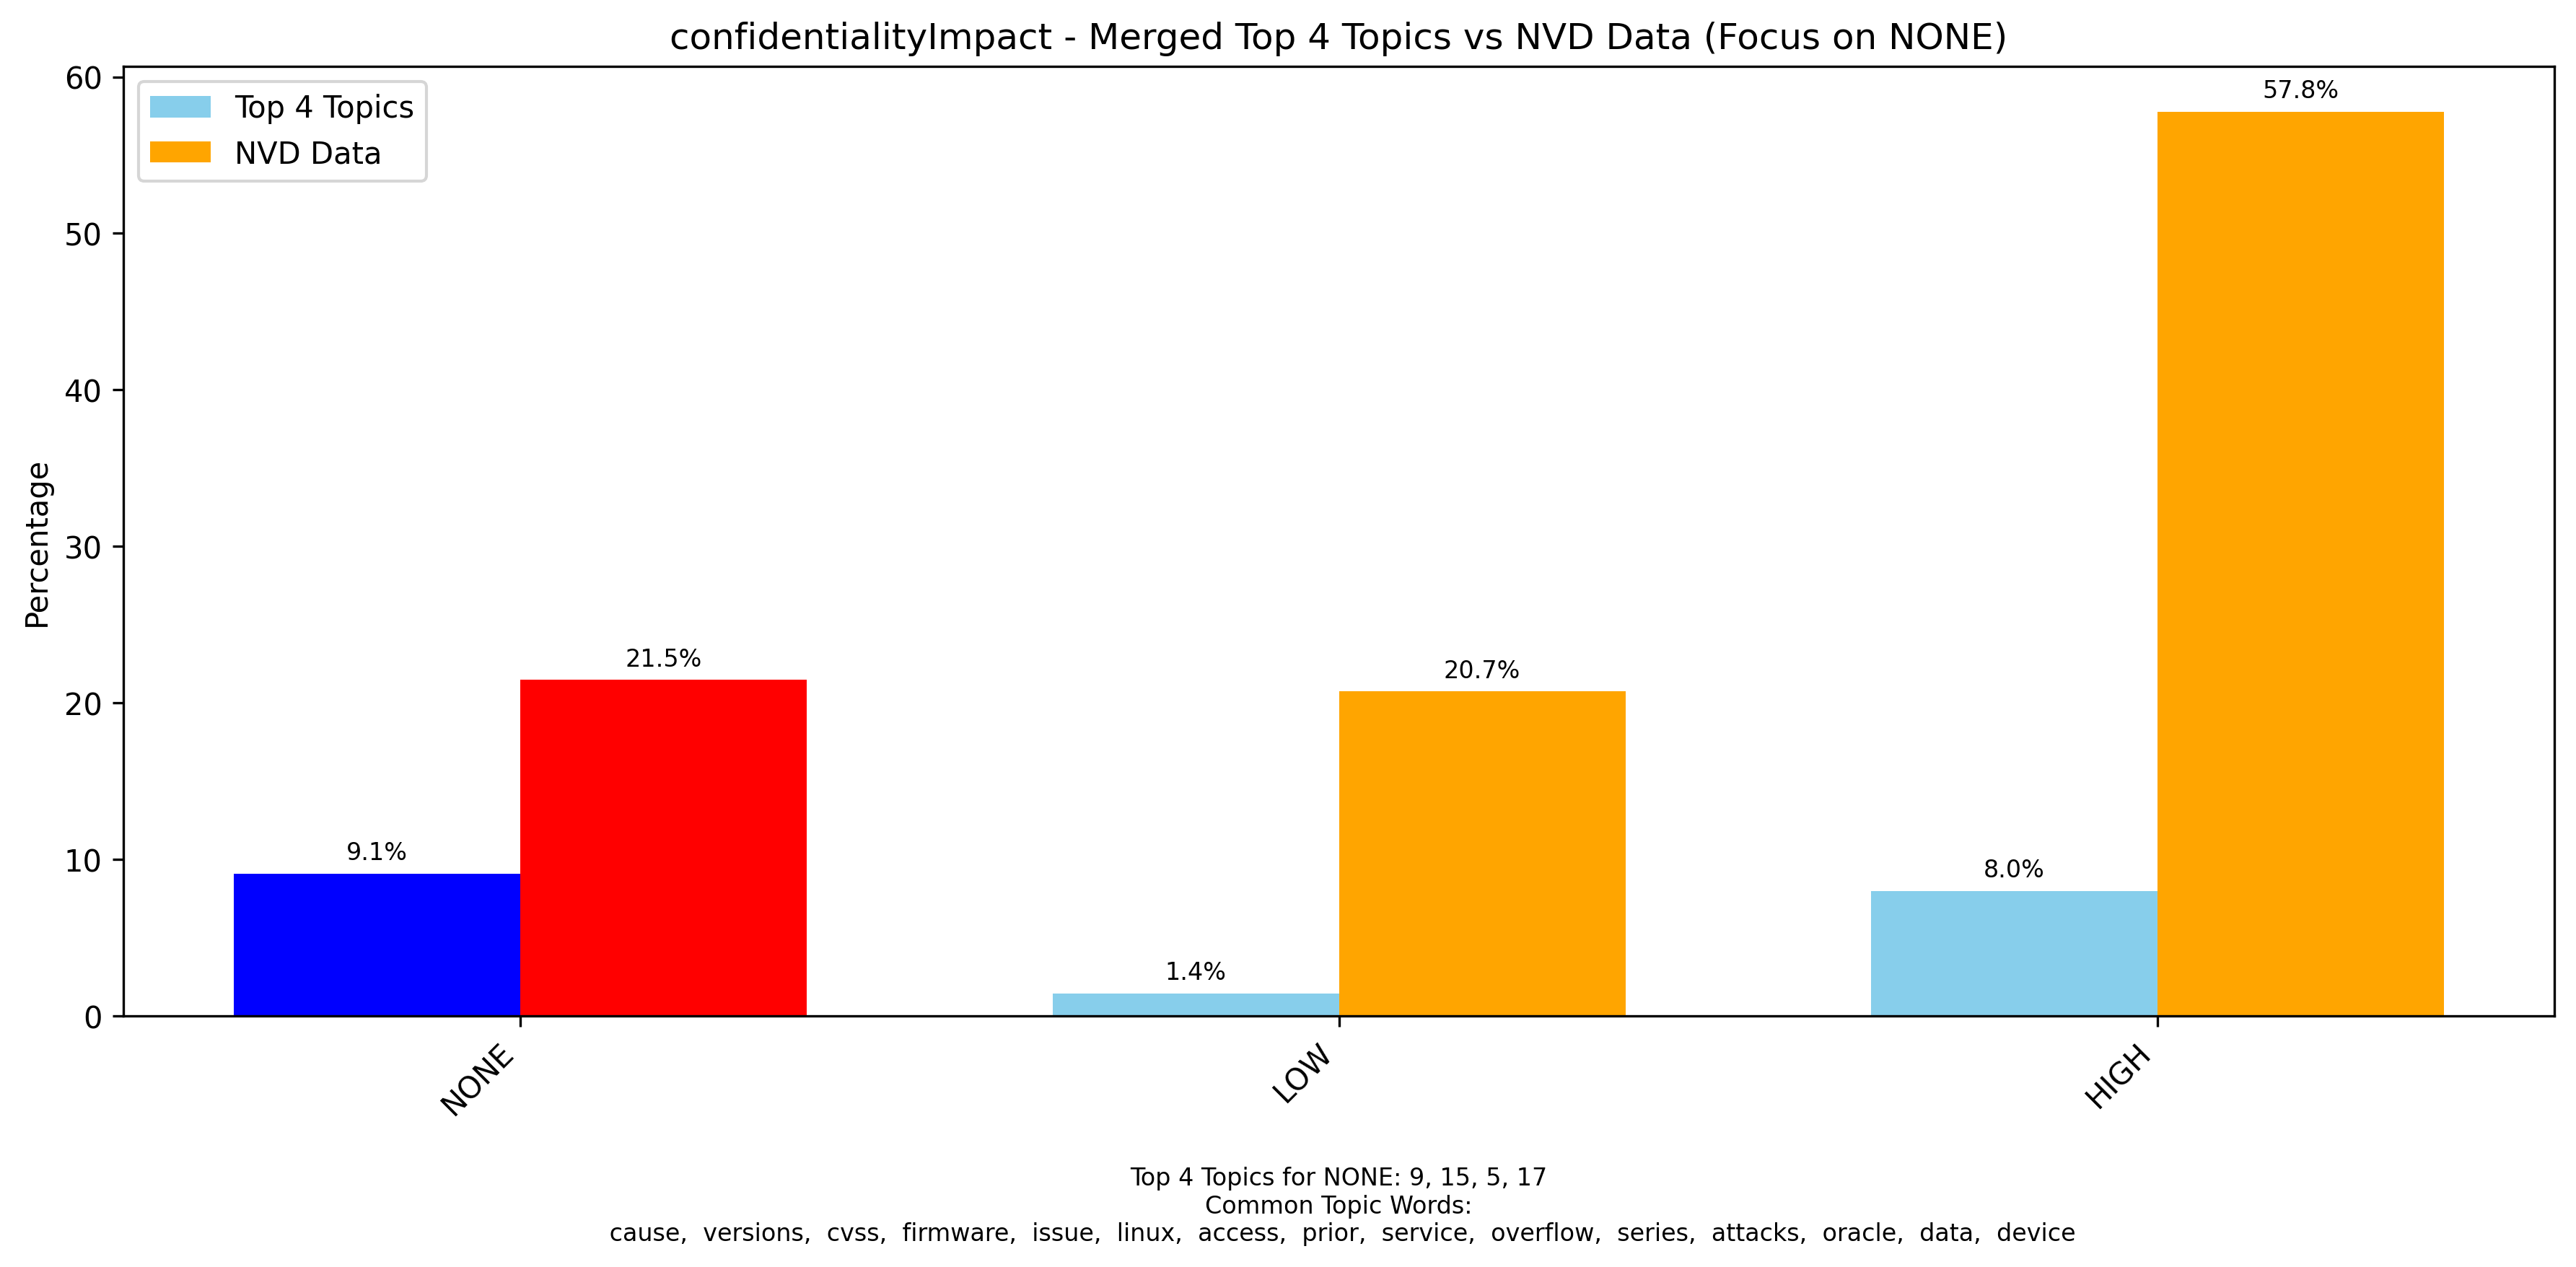 confidentialityImpact - Merged Top 4 Topics vs NVD Data (Focus on NONE)
Top 4 Topics
NVD Data
Percentage
60
50
40
30
20
10
0
9.1%
21.5%
1.4%
20.7%
8.0%
57.8%
NONE
LOW
HIGH
Top 4 Topics for NONE: 9, 15, 5, 17
Common Topic Words:
cause, versions, cvss, firmware, issue, linux, access, prior, service, overflow, series, attacks, oracle, data, device